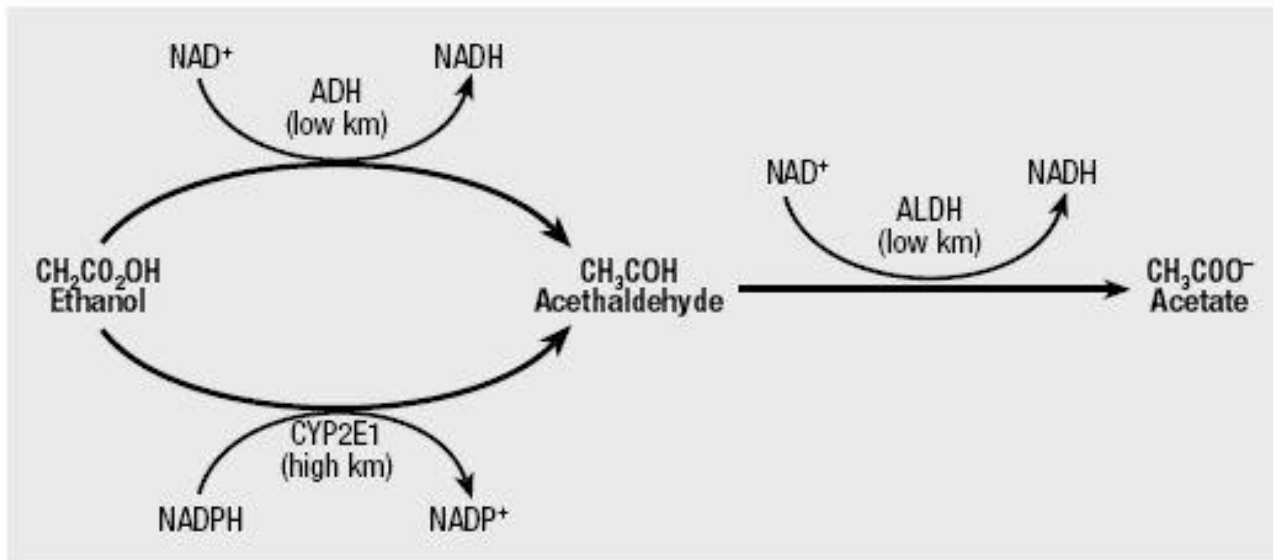 NAD⁺ NADH
ADH
(low km)
NAD⁺ NADH
ALDH
(low km)
CH₂CO₂OH
Ethanol
CH₃COH
Acethaldehyde
CH₃COO⁻
Acetate
CYP2E1
(high km)
NADPH NADP⁺